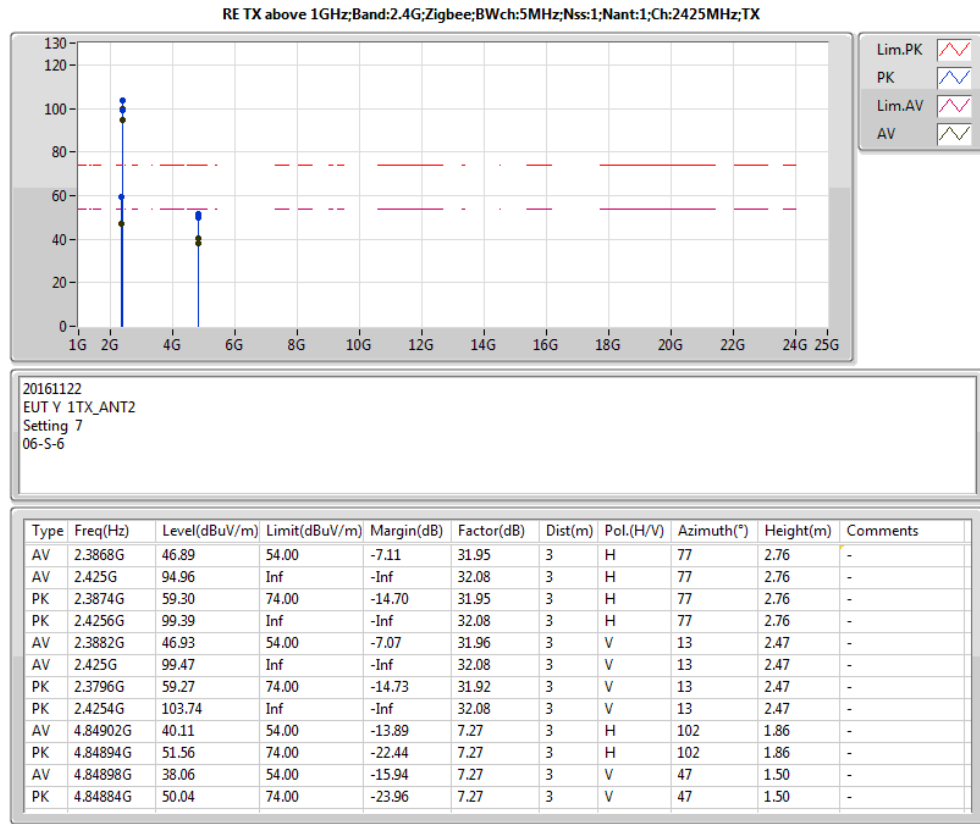 RE TX above 1GHz;Band:2.4G;Zigbee;BWch:5MHz;Nss:1;Nant:1;Ch:2425MHz;TX
130
120
100
80
60
40
20
0
1G 2G 4G 6G 8G 10G 12G 14G 16G 18G 20G 22G 24G 25G
Lim.PK
PK
Lim.AV
AV
20161122
EUT Y 1TX_ANT2
Setting 7
06-S-6
Type Freq(Hz) Level(dBuV/m) Limit(dBuV/m) Margin(dB) Factor(dB) Dist(m) Pol.(H/V) Azimuth(°) Height(m) Comments
AV 2.3868G 46.89 54.00 -7.11 31.95 3 H 77 2.76 -
AV 2.425G 94.96 Inf -Inf 32.08 3 H 77 2.76 -
PK 2.3874G 59.30 74.00 -14.70 31.95 3 H 77 2.76 -
PK 2.4256G 99.39 Inf -Inf 32.08 3 H 77 2.76 -
AV 2.3882G 46.93 54.00 -7.07 31.96 3 V 13 2.47 -
AV 2.425G 99.47 Inf -Inf 32.08 3 V 13 2.47 -
PK 2.3796G 59.27 74.00 -14.73 31.92 3 V 13 2.47 -
PK 2.4254G 103.74 Inf -Inf 32.08 3 V 13 2.47 -
AV 4.84902G 40.11 54.00 -13.89 7.27 3 H 102 1.86 -
PK 4.84894G 51.56 74.00 -22.44 7.27 3 H 102 1.86 -
AV 4.84898G 38.06 54.00 -15.94 7.27 3 V 47 1.50 -
PK 4.84884G 50.04 74.00 -23.96 7.27 3 V 47 1.50 -